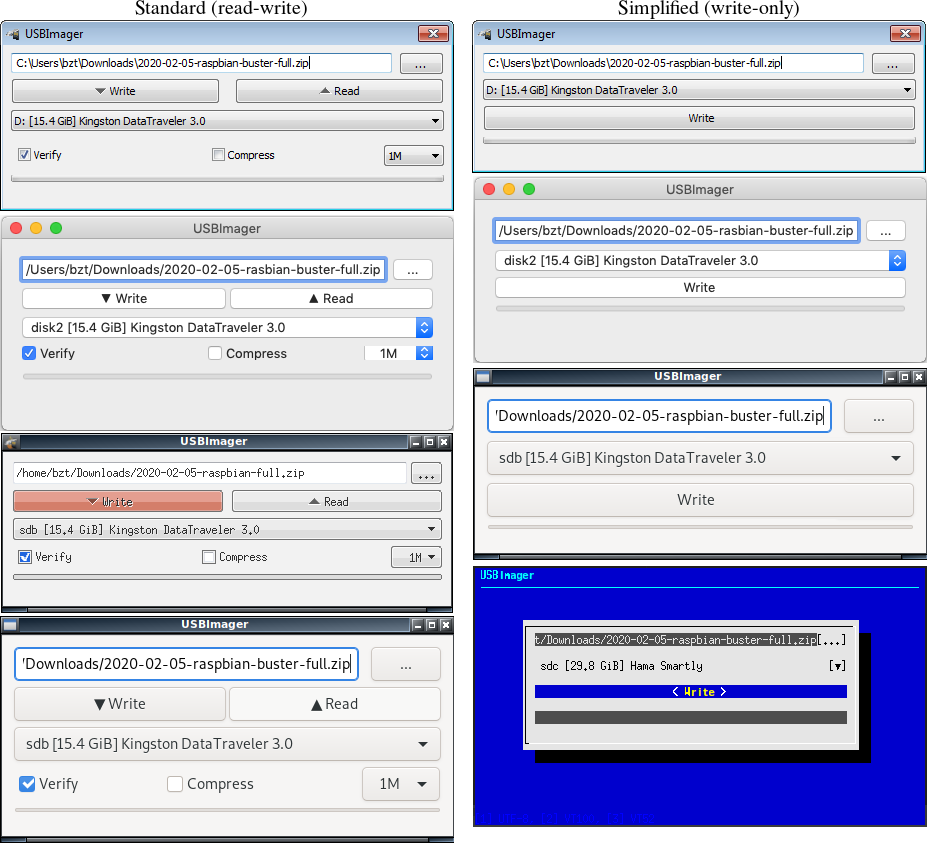 Standard (read-write)
USBImager
C:\Users\bzt\Downloads\2020-02-05-raspbian-buster-full.zip ...
▼ Write ▲ Read
D: [15.4 GiB] Kingston DataTraveler 3.0
Verify Compress 1M
USBImager
/Users/bzt/Downloads/2020-02-05-rasbian-buster-full.zip ...
▼ Write ▲ Read
disk2 [15.4 GiB] Kingston DataTraveler 3.0
Verify Compress 1M
USBImager
/home/bzt/Downloads/2020-02-05-raspbian-full.zip ...
▼ Write ▲ Read
sdb [15.4 GiB] Kingston DataTraveler 3.0
Verify Compress 1M
USBImager
'Downloads/2020-02-05-raspbian-buster-full.zip ...
▼ Write ▲ Read
sdb [15.4 GiB] Kingston DataTraveler 3.0
Verify Compress 1M
Simplified (write-only)
USBImager
C:\Users\bzt\Downloads\2020-02-05-raspbian-buster-full.zip ...
D: [15.4 GiB] Kingston DataTraveler 3.0
Write
USBImager
/Users/bzt/Downloads/2020-02-05-rasbian-buster-full.zip ...
disk2 [15.4 GiB] Kingston DataTraveler 3.0
Write
USBImager
'Downloads/2020-02-05-raspbian-buster-full.zip ...
sdb [15.4 GiB] Kingston DataTraveler 3.0
Write
USBImager
t/Downloads/2020-02-05-raspbian-buster-full.zip[...]
sdc [29.8 GiB] Hama Smartly [▼]
< Write >